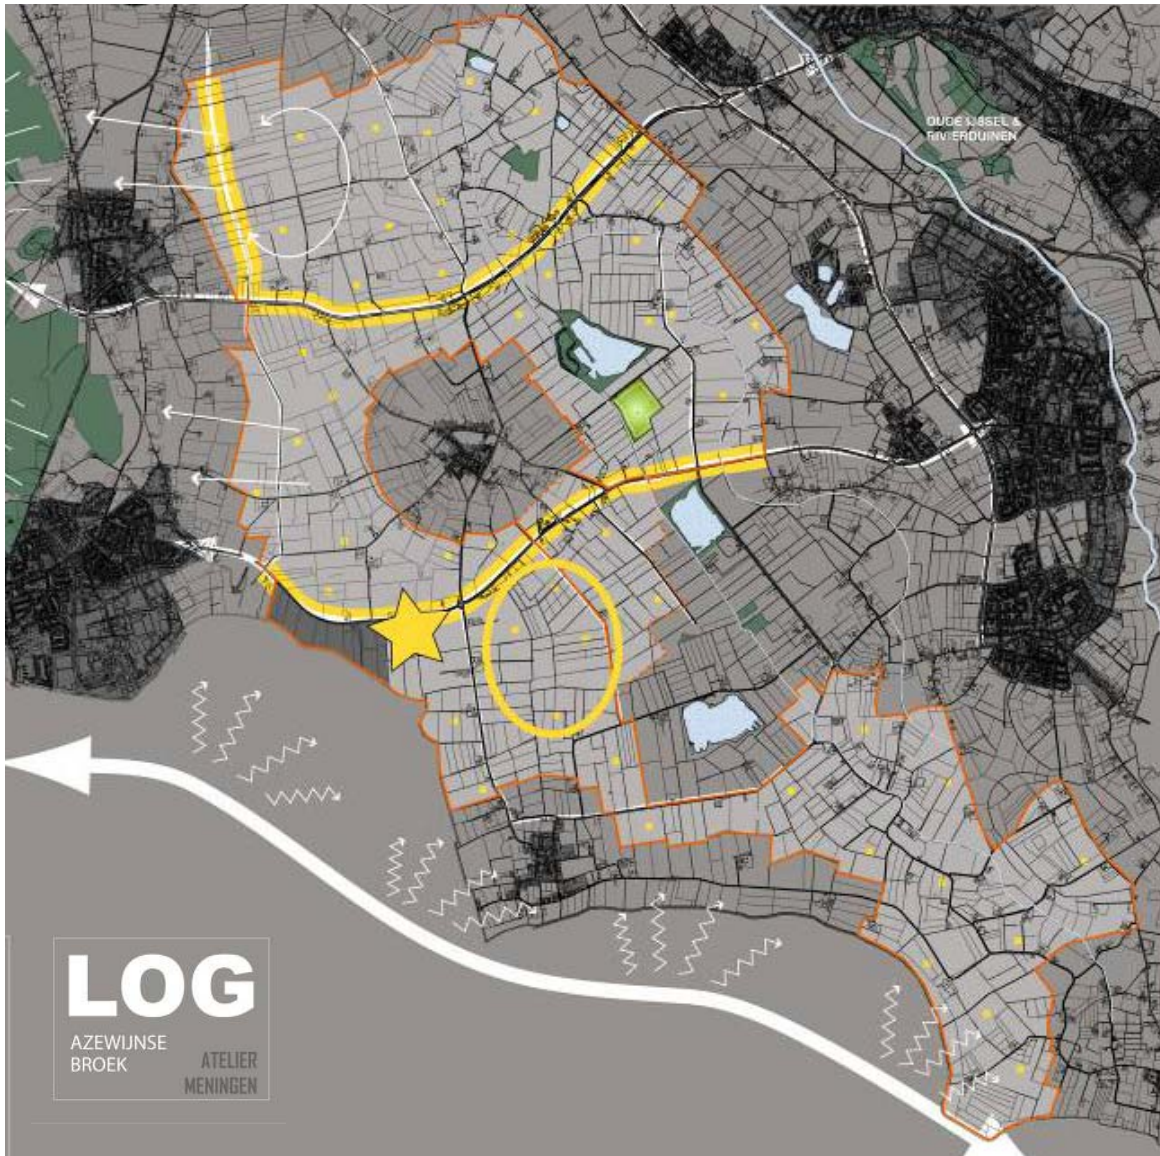 OUDE IJSSEL &
RIVIERDUINEN
LOG
AZEWIJNSE
BROEK
ATELIER
MENINGEN